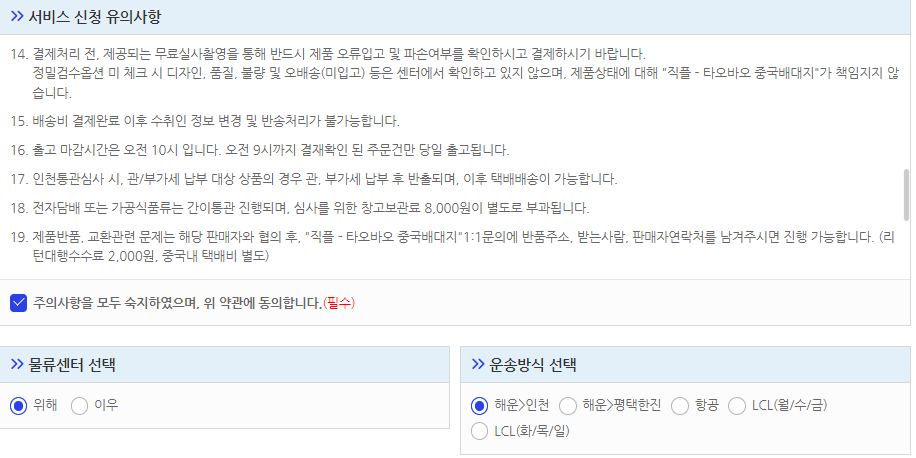 서비스 신청 유의사항
14. 결제처리 전, 제공되는 무료실사촬영을 통해 반드시 제품 오류입고 및 파손여부를 확인하시고 결제하시기 바랍니다.
정밀검수옵션 미 체크 시 디자인, 품질, 불량 및 오배송(미입고) 등은 센터에서 확인하고 있지 않으며, 제품상태에 대해 "직플 - 타오바오 중국배대지"가 책임지지 않
습니다.
15. 배송비 결제완료 이후 수취인 정보 변경 및 반송처리가 불가능합니다.
16. 출고 마감시간은 오전 10시 입니다. 오전 9시까지 결재확인 된 주문건만 당일 출고됩니다.
17. 인천통관심사 시, 관/부가세 납부 대상 상품의 경우 관, 부가세 납부 후 반출되며, 이후 택배배송이 가능합니다.
18. 전자담배 또는 가공식품류는 간이통관 진행되며, 심사를 위한 창고보관료 8,000원이 별도로 부과됩니다.
19. 제품반품, 교환관련 문제는 해당 판매자와 협의 후, "직플 - 타오바오 중국배대지"1:1문의에 반품주소, 받는사람, 판매자연락처를 남겨주시면 진행 가능합니다. (리
턴대행수수료 2,000원, 중국내 택배비 별도)
주의사항을 모두 숙지하였으며, 위 약관에 동의합니다.(필수)
물류센터 선택
위해 이우
운송방식 선택
해운>인천 해운>평택한진 항공 LCL(월/수/금)
LCL(화/목/일)